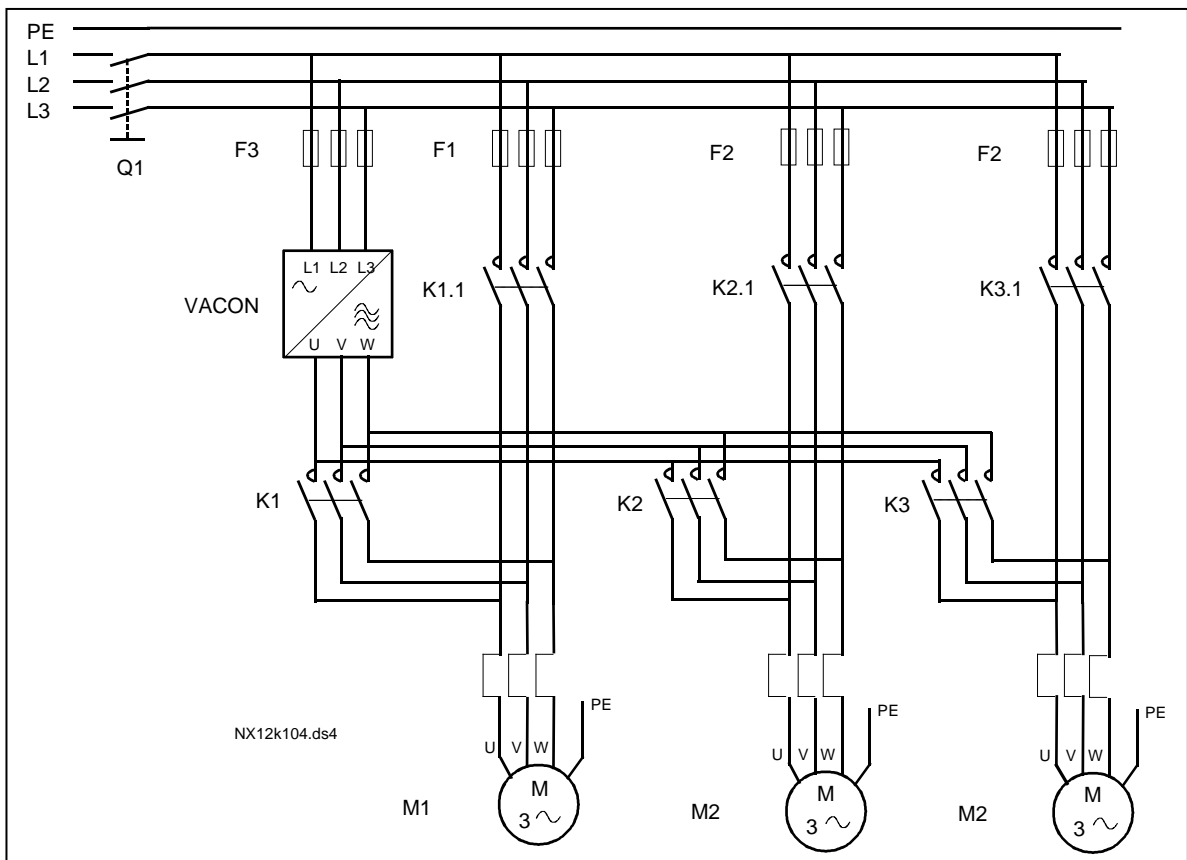 PE
L1
L2
L3
Q1
F3
F1
F2
F2
L1 L2 L3
VACON
U V W
K1.1
K2.1
K3.1
K1
K2
K3
PE
PE
PE
NX12k104.ds4
U V W
U V W
U V W
M
3
M
3
M
3
M1
M2
M2